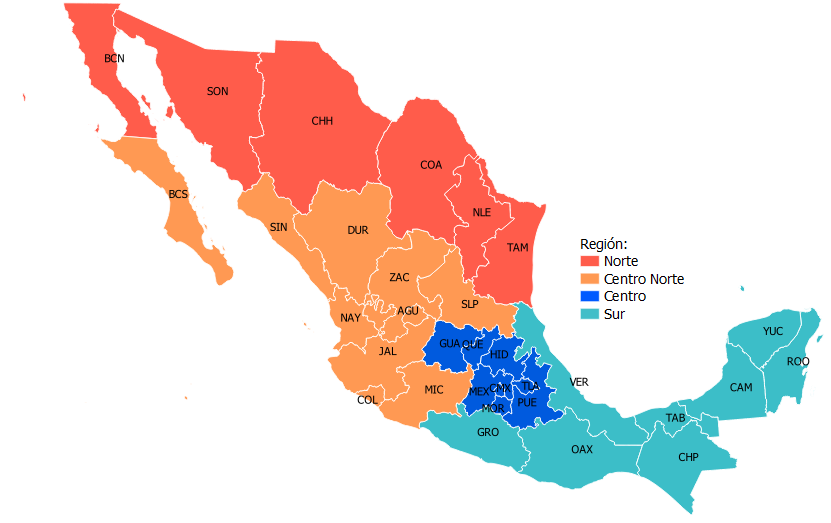 BCN
SON
CHH
COA
BCS
NLE
SIN
DUR
TAM
Región:
Norte
ZAC
Centro Norte
Centro
SLP
NAY
AGU
Sur
YUC
GUA
QUE
JAL
HID
ROO
VER
MIC
MEX
CMX
TLA
CAM
COL
PUE
MOR
TAB
GRO
OAX
CHP